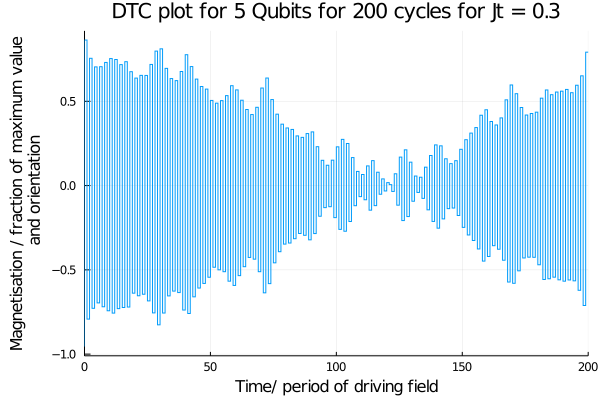 DTC plot for 5 Qubits for 200 cycles for Jt = 0.3
Magnetisation / fraction of maximum value
and orientation
0.5
0.0
−0.5
−1.0
0
50
100
150
200
Time/ period of driving field